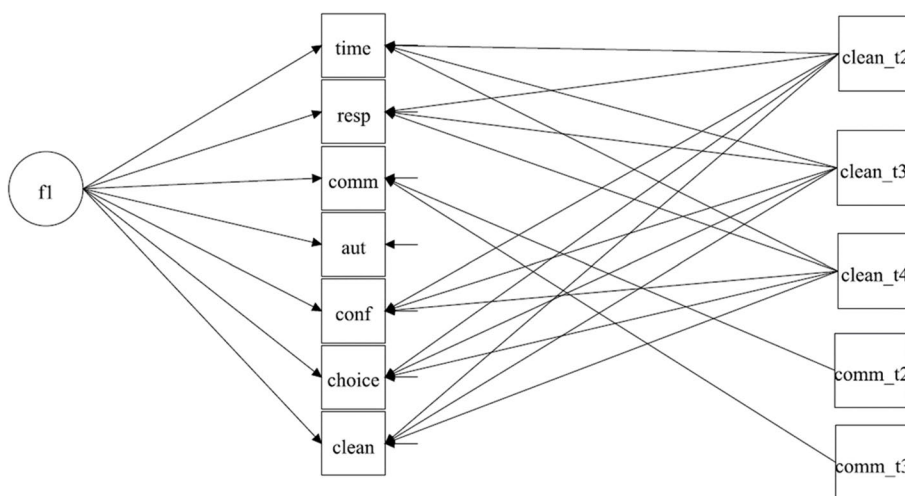 f1
time
resp
comm
aut
conf
choice
clean
clean_t2
clean_t3
clean_t4
comm_t2
comm_t3